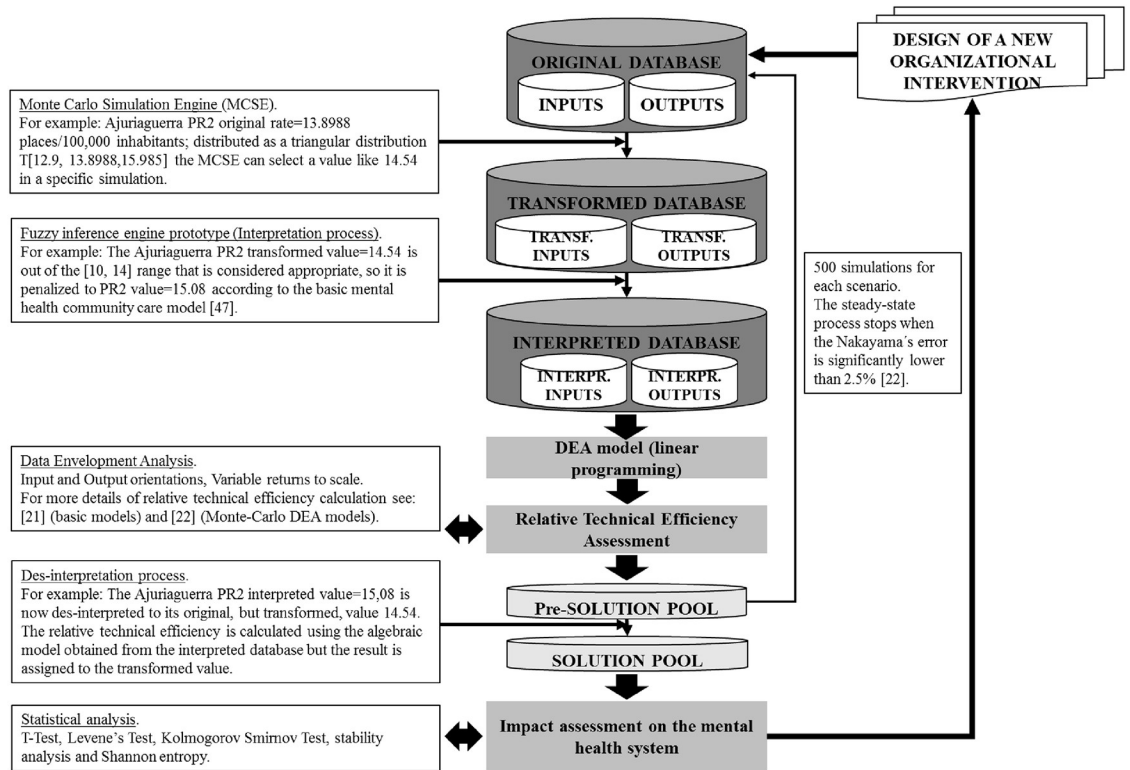 DESIGN OF A NEW
ORGANIZATIONAL
INTERVENTION
ORIGINAL DATABASE
INPUTS
OUTPUTS
Monte Carlo Simulation Engine (MCSE).
For example: Ajuriaguerra PR2 original rate=13.8988
places/100,000 inhabitants; distributed as a triangular distribution
T[12.9, 13.8988,15.985] the MCSE can select a value like 14.54
in a specific simulation.
TRANSFORMED DATABASE
TRANSF.
INPUTS
TRANSF.
OUTPUTS
Fuzzy inference engine prototype (Interpretation process).
For example: The Ajuriaguerra PR2 transformed value=14.54 is
out of the [10, 14] range that is considered appropriate, so it is
penalized to PR2 value=15.08 according to the basic mental
health community care model [47].
500 simulations for
each scenario.
The steady-state
process stops when
the Nakayama´s error
is significantly lower
than 2.5% [22].
INTERPRETED DATABASE
INTERPR.
INPUTS
INTERPR.
OUTPUTS
DEA model (linear
programming)
Data Envelopment Analysis.
Input and Output orientations, Variable returns to scale.
For more details of relative technical efficiency calculation see:
[21] (basic models) and [22] (Monte-Carlo DEA models).
Relative Technical Efficiency
Assessment
Des-interpretation process.
For example: The Ajuriaguerra PR2 interpreted value=15,08 is
now des-interpreted to its original, but transformed, value 14.54.
The relative technical efficiency is calculated using the algebraic
model obtained from the interpreted database but the result is
assigned to the transformed value.
Pre-SOLUTION POOL
SOLUTION POOL
Statistical analysis.
T-Test, Levene's Test, Kolmogorov Smirnov Test, stability
analysis and Shannon entropy.
Impact assessment on the mental
health system